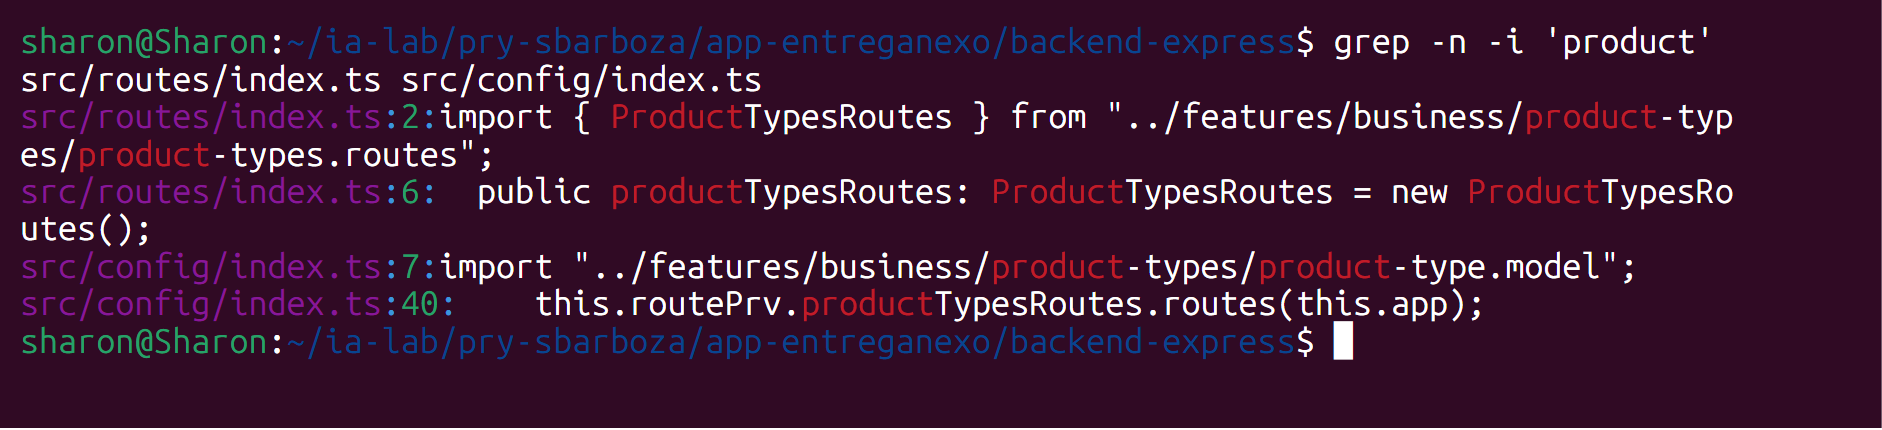 sharon@Sharon:~/ia-lab/pry-sbarboza/app-entreganexo/backend-express$ grep -n -i 'product'
src/routes/index.ts src/config/index.ts
src/routes/index.ts:2:import { ProductTypesRoutes } from "../features/business/product-typ
es/product-types.routes";
src/routes/index.ts:6:  public productTypesRoutes: ProductTypesRoutes = new ProductTypesRo
utes();
src/config/index.ts:7:import "../features/business/product-types/product-type.model";
src/config/index.ts:40:    this.routePrv.productTypesRoutes.routes(this.app);
sharon@Sharon:~/ia-lab/pry-sbarboza/app-entreganexo/backend-express$